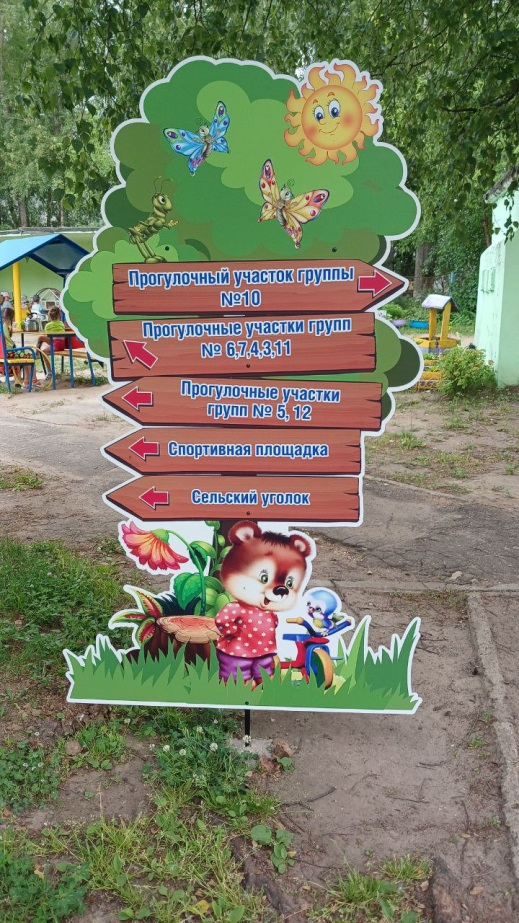 Прогулочный участок группы
№10
Прогулочные участки групп
№ 6,7,4,3,11
Прогулочные участки
групп № 5, 12
Спортивная площадка
Сельский уголок